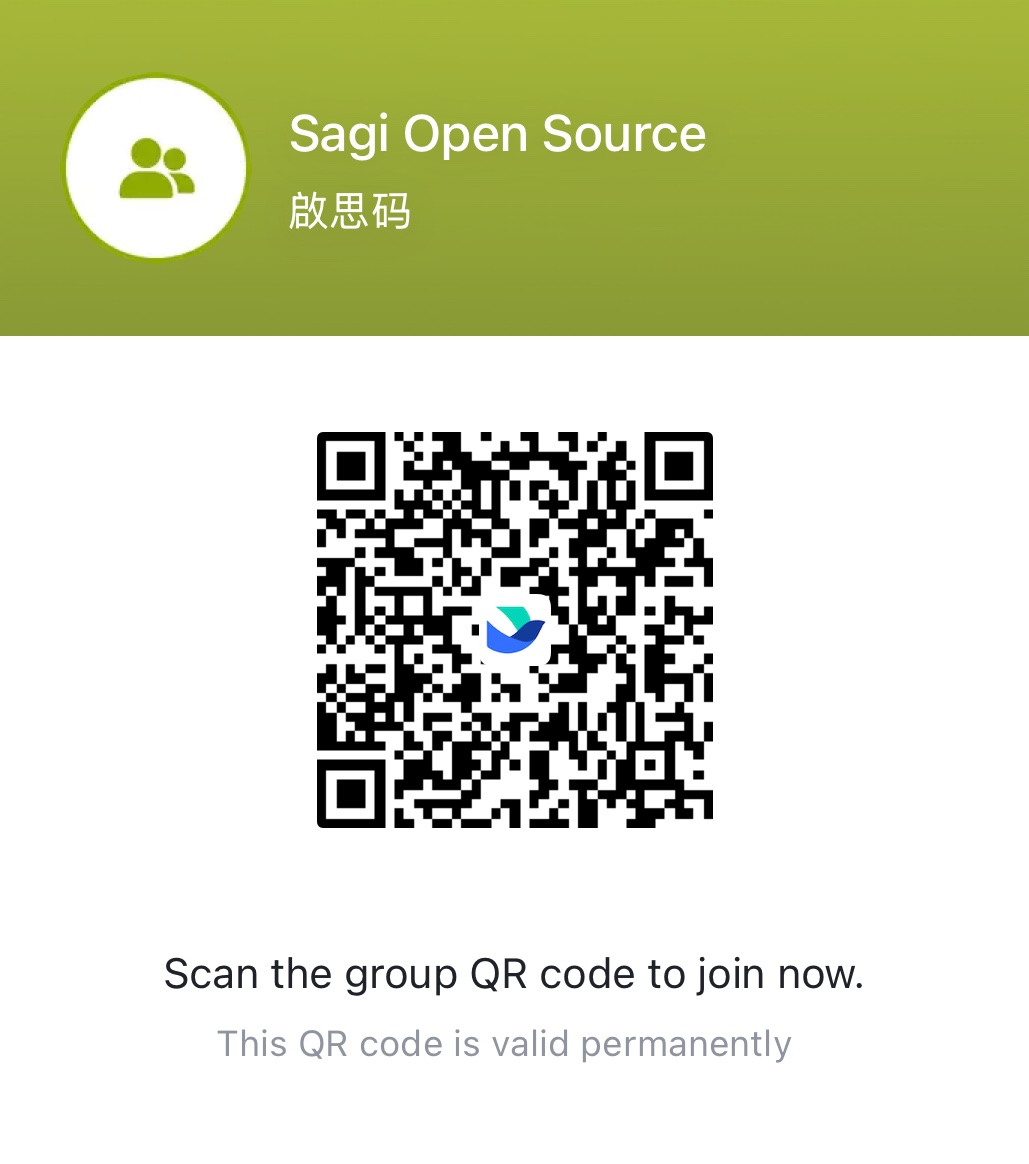 Sagi Open Source
啟思码
Scan the group QR code to join now.
This QR code is valid permanently